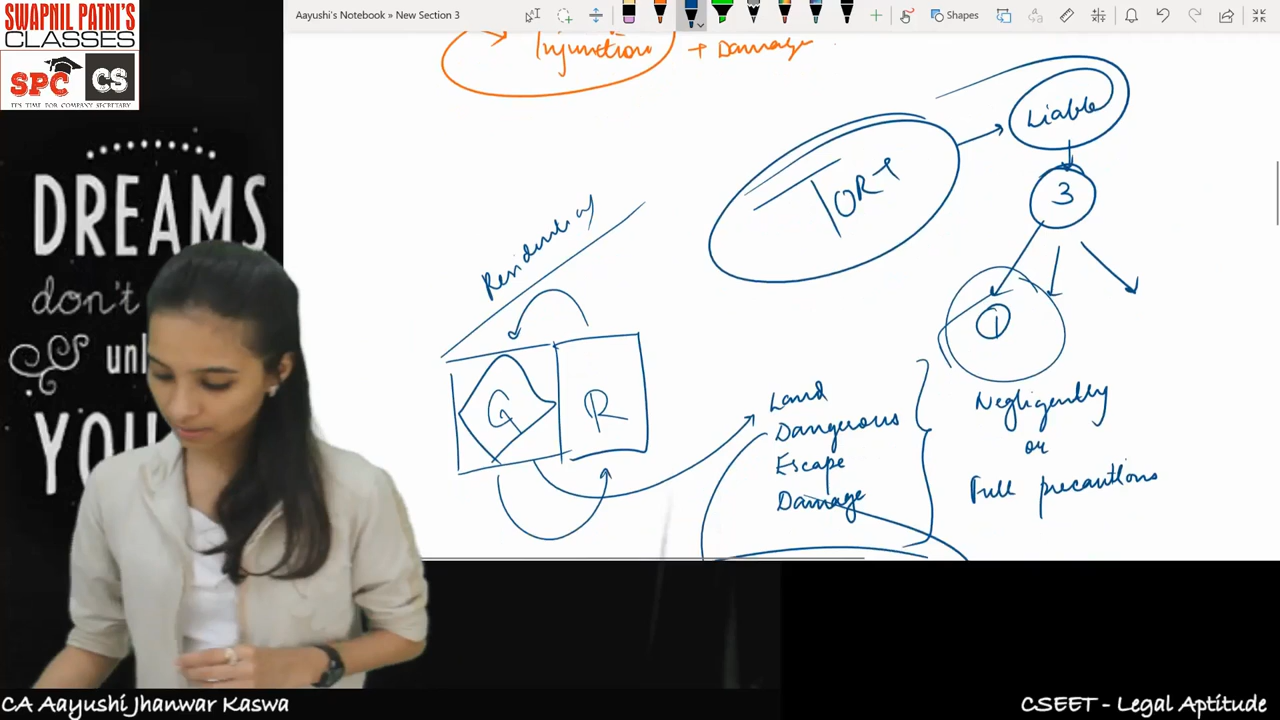 SWAPNIL PATNI'S
CLASSES
SPC CS
IT'S TIME FOR COMPANY SECRETARY
Aayushi's Notebook » New Section 3
Shapes
Injunction + Damage
Liable
TORT
3
Residential
1
G
R
Land
Dangerous
Escape
Damage
Negligently
or
Full precautions
DREAMS
don't
YOU
CA Aayushi Jhanwar Kaswa
CSEET - Legal Aptitude